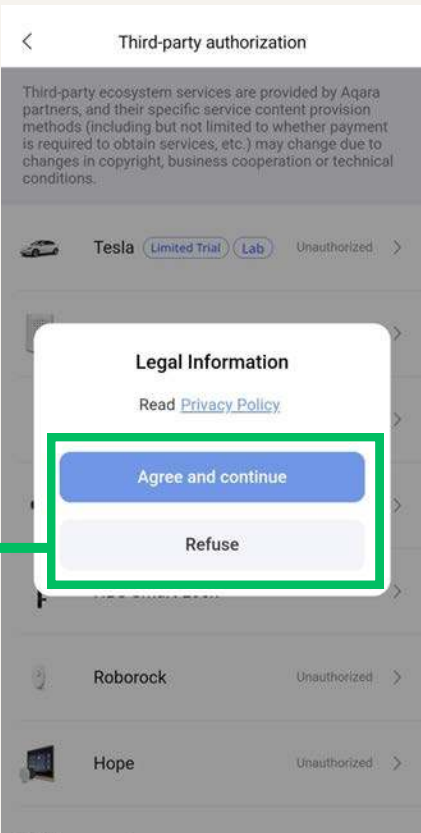 Third-party authorization
Third-party ecosystem services are provided by Aqara
partners, and their specific service content provision
methods (including but not limited to whether payment
is required to obtain services, etc.) may change due to
changes in copyright, business cooperation or technical
conditions.
Tesla Limited Trial Lab Unauthorized
Legal Information
Read Privacy Policy
Agree and continue
Refuse
Roborock Unauthorized
Hope Unauthorized